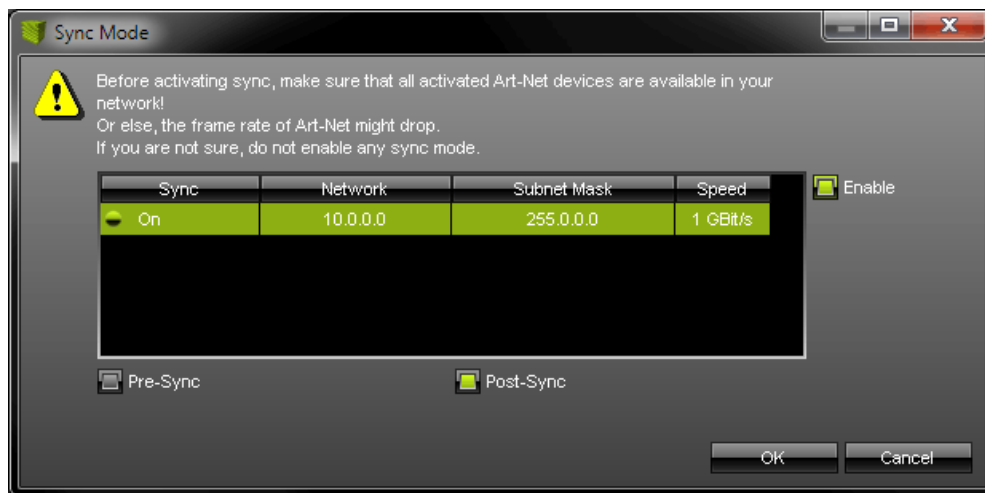 Sync Mode
Before activating sync, make sure that all activated Art-Net devices are available in your
network!
Or else, the frame rate of Art-Net might drop.
If you are not sure, do not enable any sync mode.
Sync Network Subnet Mask Speed
On 10.0.0.0 255.0.0.0 1 GBit/s
Enable
Pre-Sync Post-Sync
OK Cancel